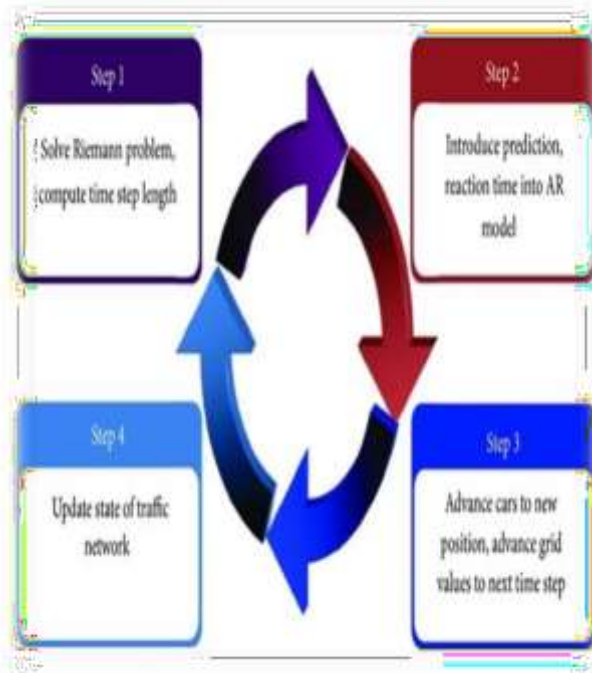 Step 1
Solve Riemann problem,
compute time step length
Step 2
Introduce prediction,
reaction time into AR
model
Step 3
Advance cars to new
position, advance grid
values to next time step
Step 4
Update state of traffic
network